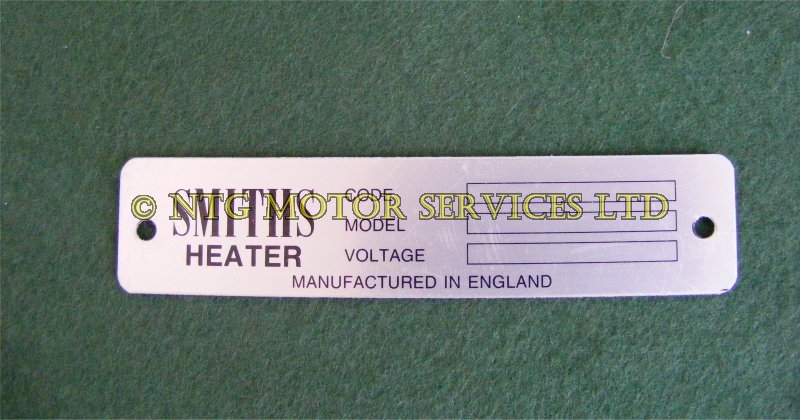 SMITHS
HEATER
CODE
MODEL
VOLTAGE
MANUFACTURED IN ENGLAND
© NTG MOTOR SERVICES LTD